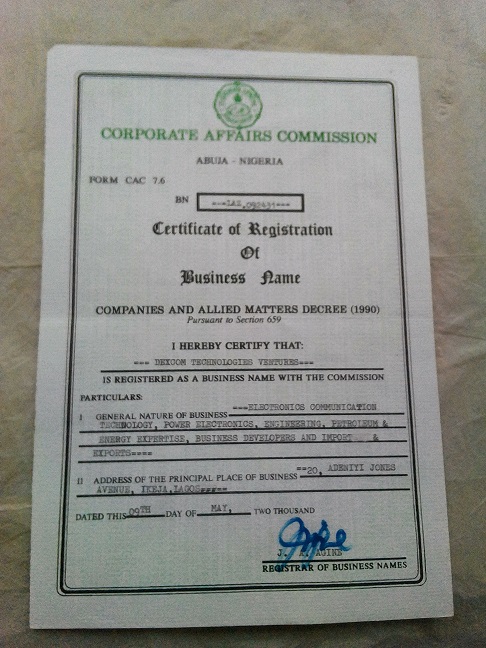 CORPORATE AFFAIRS COMMISSION
ABUJA - NIGERIA
FORM CAC 7.6
BN
Certificate of Registration
Of
Business Name
COMPANIES AND ALLIED MATTERS DECREE (1990)
Pursuant to Section 659
I HEREBY CERTIFY THAT:
=== DEXCOM TECHNOLOGIES VENTURES===
IS REGISTERED AS A BUSINESS NAME WITH THE COMMISSION
PARTICULARS:
I GENERAL NATURE OF BUSINESS ===ELECTRONICS COMMUNICATION
TECHNOLOGY, POWER ELECTRONICS, ENGINEERING, PETROLEUM &
ENERGY EXPERTISE, BUSINESS DEVELOPERS AND IMPORT &
EXPORTS====
II ADDRESS OF THE PRINCIPAL PLACE OF BUSINESS ==20, ADENIYI JONES
AVENUE, IKEJA, LAGOS=====
DATED THIS 09TH DAY OF MAY, TWO THOUSAND
REGISTRAR OF BUSINESS NAMES